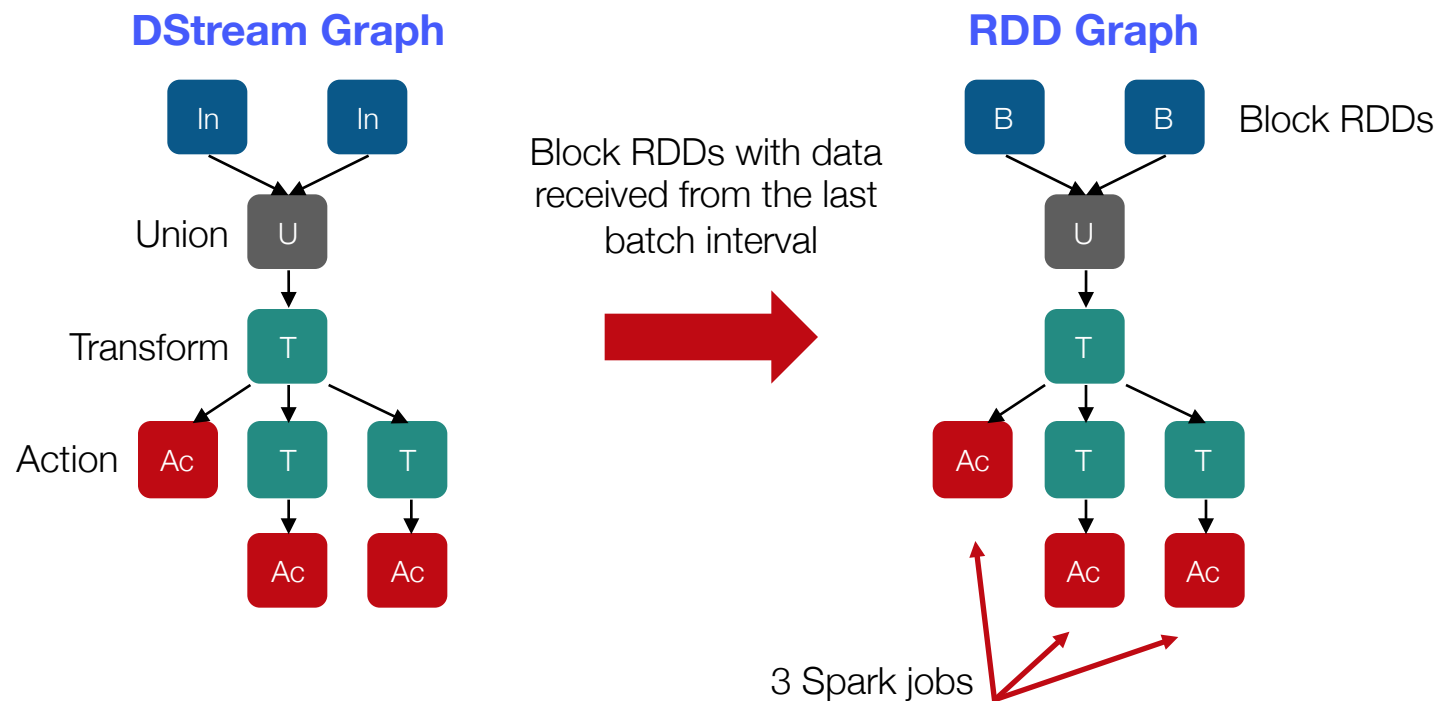 DStream Graph
RDD Graph
In
In
B
B
Block RDDs
Block RDDs with data
received from the last
batch interval
Union
U
U
Transform
T
T
Action
Ac
T
T
Ac
T
T
Ac
Ac
Ac
Ac
3 Spark jobs